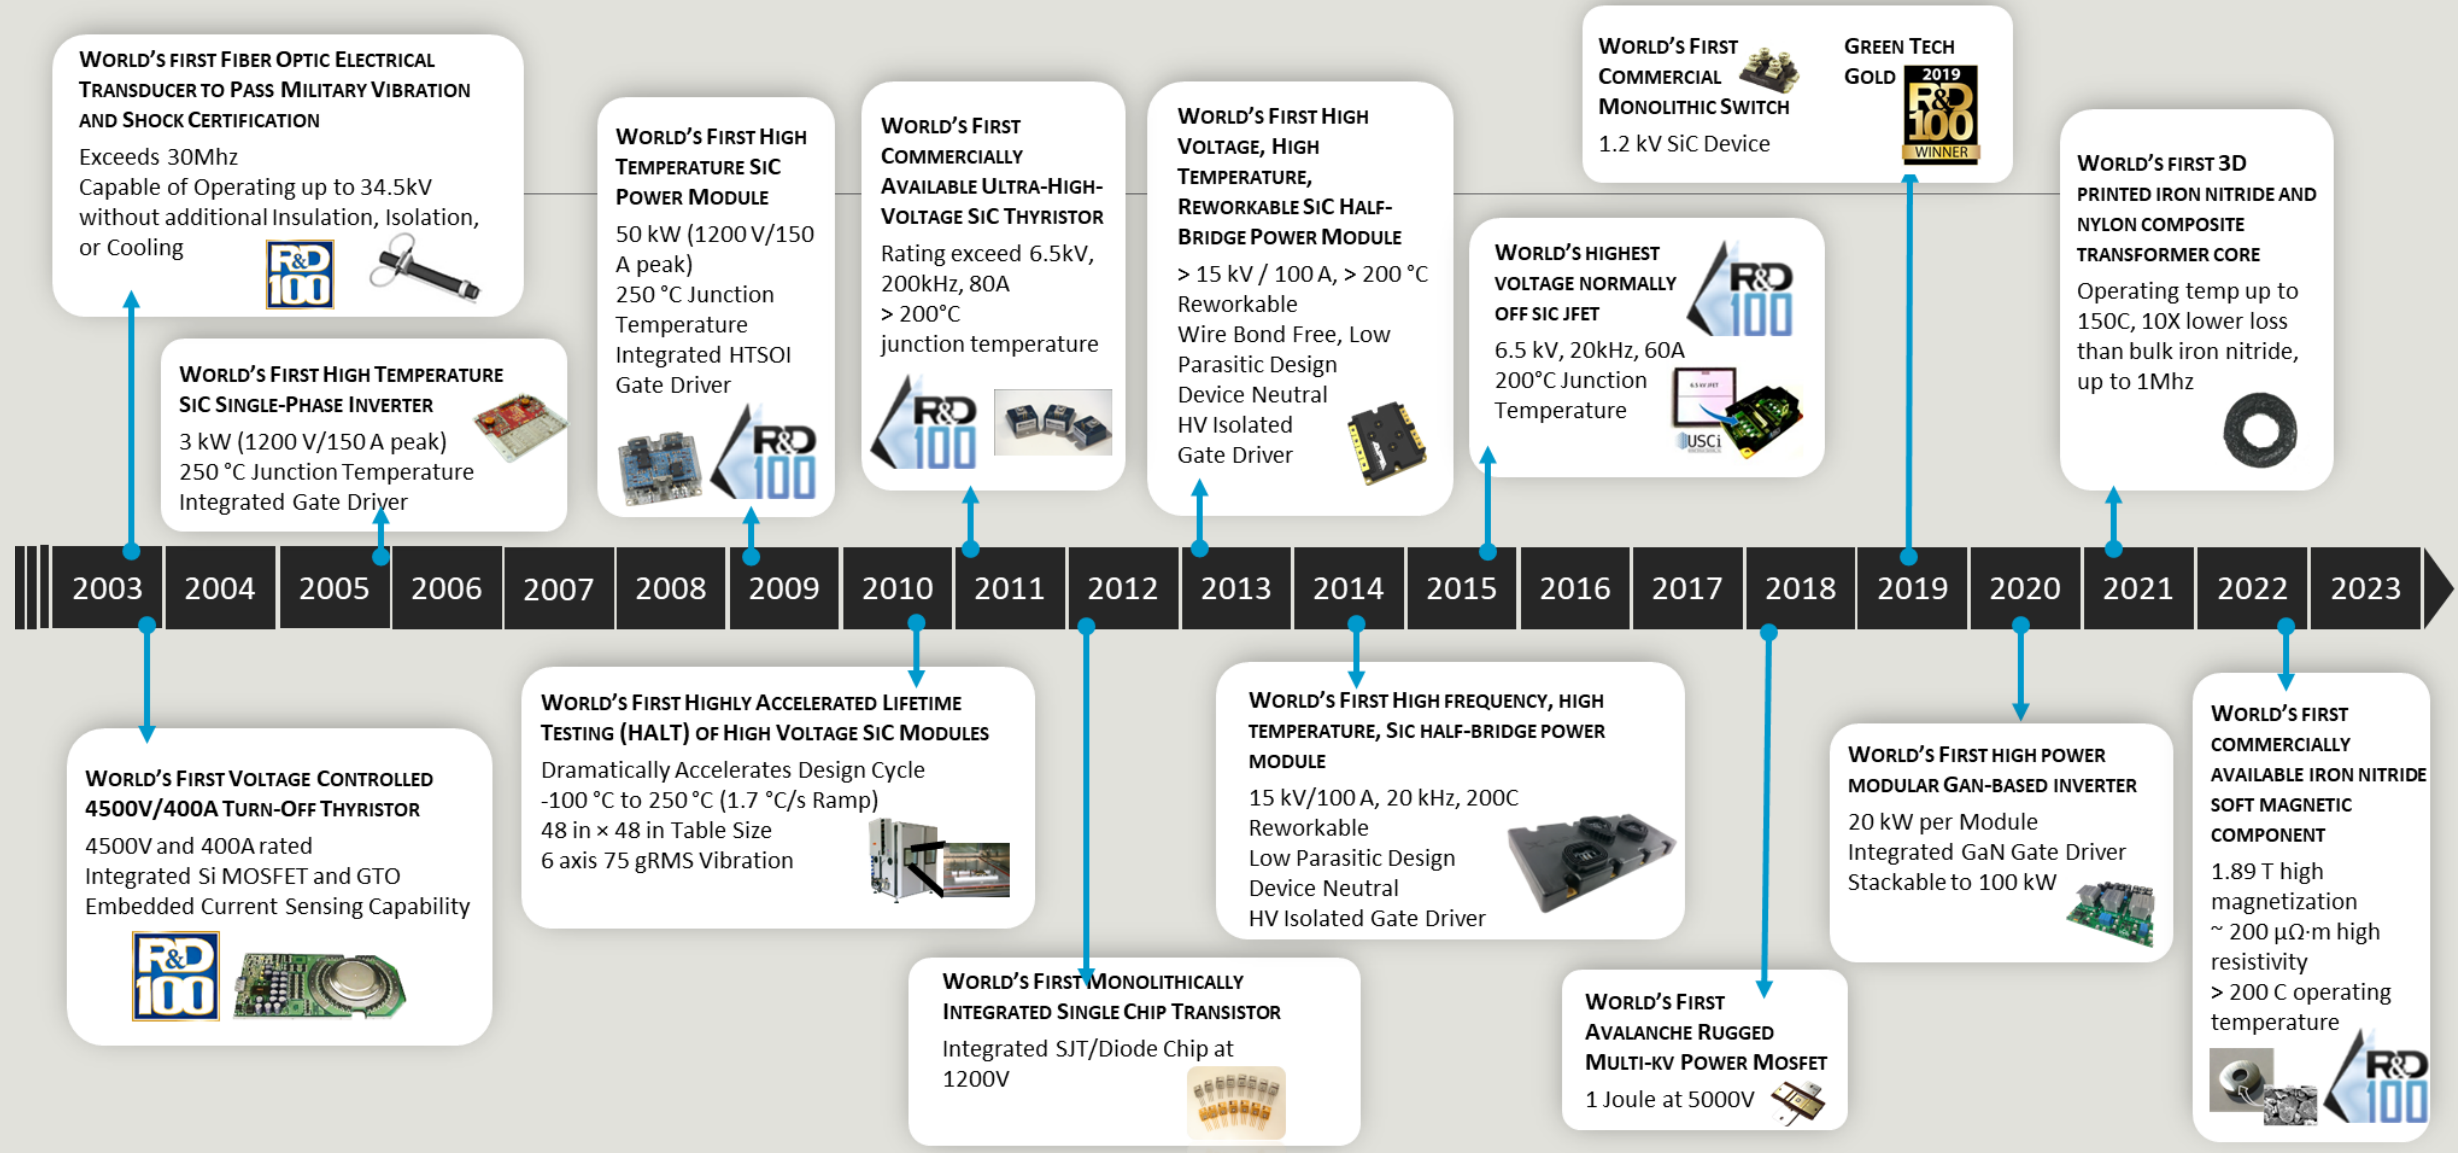 WORLD'S FIRST FIBER OPTIC ELECTRICAL
TRANSDUCER TO PASS MILITARY VIBRATION
AND SHOCK CERTIFICATION
Exceeds 30Mhz
Capable of Operating up to 34.5kV
without additional Insulation, Isolation,
or Cooling
R&D
100
WORLD'S FIRST HIGH TEMPERATURE
SIC SINGLE-PHASE INVERTER
3 kW (1200 V/150 A peak)
250 °C Junction Temperature
Integrated Gate Driver
WORLD'S FIRST HIGH
TEMPERATURE SIC
POWER MODULE
50 kW (1200 V/150
A peak)
250 °C Junction
Temperature
Integrated HTSOI
Gate Driver
R&D
100
WORLD'S FIRST
COMMERCIALLY
AVAILABLE ULTRA-HIGH-
VOLTAGE SIC THYRISTOR
Rating exceed 6.5kV,
200kHz, 80A
> 200°C
junction temperature
R&D
100
WORLD'S FIRST HIGH
VOLTAGE, HIGH
TEMPERATURE,
REWORKABLE SIC HALF-
BRIDGE POWER MODULE
> 15 kV / 100 A, > 200 °C
Reworkable
Wire Bond Free, Low
Parasitic Design
Device Neutral
HV Isolated
Gate Driver
WORLD'S HIGHEST
VOLTAGE NORMALLY
OFF SIC JFET
6.5 kV, 20kHz, 60A
200°C Junction
Temperature
R&D
100
6.5 kV JFET
USCi
WORLD'S FIRST
COMMERCIAL
MONOLITHIC SWITCH
1.2 kV SiC Device
GREEN TECH
GOLD
2019
R&D
100
WINNER
WORLD'S FIRST 3D
PRINTED IRON NITRIDE AND
NYLON COMPOSITE
TRANSFORMER CORE
Operating temp up to
150C, 10X lower loss
than bulk iron nitride,
up to 1Mhz
2003 2004 2005 2006 2007 2008 2009 2010 2011 2012 2013 2014 2015 2016 2017 2018 2019 2020 2021 2022 2023
WORLD'S FIRST VOLTAGE CONTROLLED
4500V/400A TURN-OFF THYRISTOR
4500V and 400A rated
Integrated Si MOSFET and GTO
Embedded Current Sensing Capability
R&D
100
WORLD'S FIRST HIGHLY ACCELERATED LIFETIME
TESTING (HALT) OF HIGH VOLTAGE SIC MODULES
Dramatically Accelerates Design Cycle
-100 °C to 250 °C (1.7 °C/s Ramp)
48 in × 48 in Table Size
6 axis 75 gRMS Vibration
WORLD'S FIRST MONOLITHICALLY
INTEGRATED SINGLE CHIP TRANSISTOR
Integrated SJT/Diode Chip at
1200V
WORLD'S FIRST HIGH FREQUENCY, HIGH
TEMPERATURE, SIC HALF-BRIDGE POWER
MODULE
15 kV/100 A, 20 kHz, 200C
Reworkable
Low Parasitic Design
Device Neutral
HV Isolated Gate Driver
WORLD'S FIRST
AVALANCHE RUGGED
MULTI-KV POWER MOSFET
1 Joule at 5000V
WORLD'S FIRST HIGH POWER
MODULAR GAN-BASED INVERTER
20 kW per Module
Integrated GaN Gate Driver
Stackable to 100 kW
WORLD'S FIRST
COMMERCIALLY
AVAILABLE IRON NITRIDE
SOFT MAGNETIC
COMPONENT
1.89 T high
magnetization
~ 200 µΩ·m high
resistivity
> 200 C operating
temperature
R&D
100